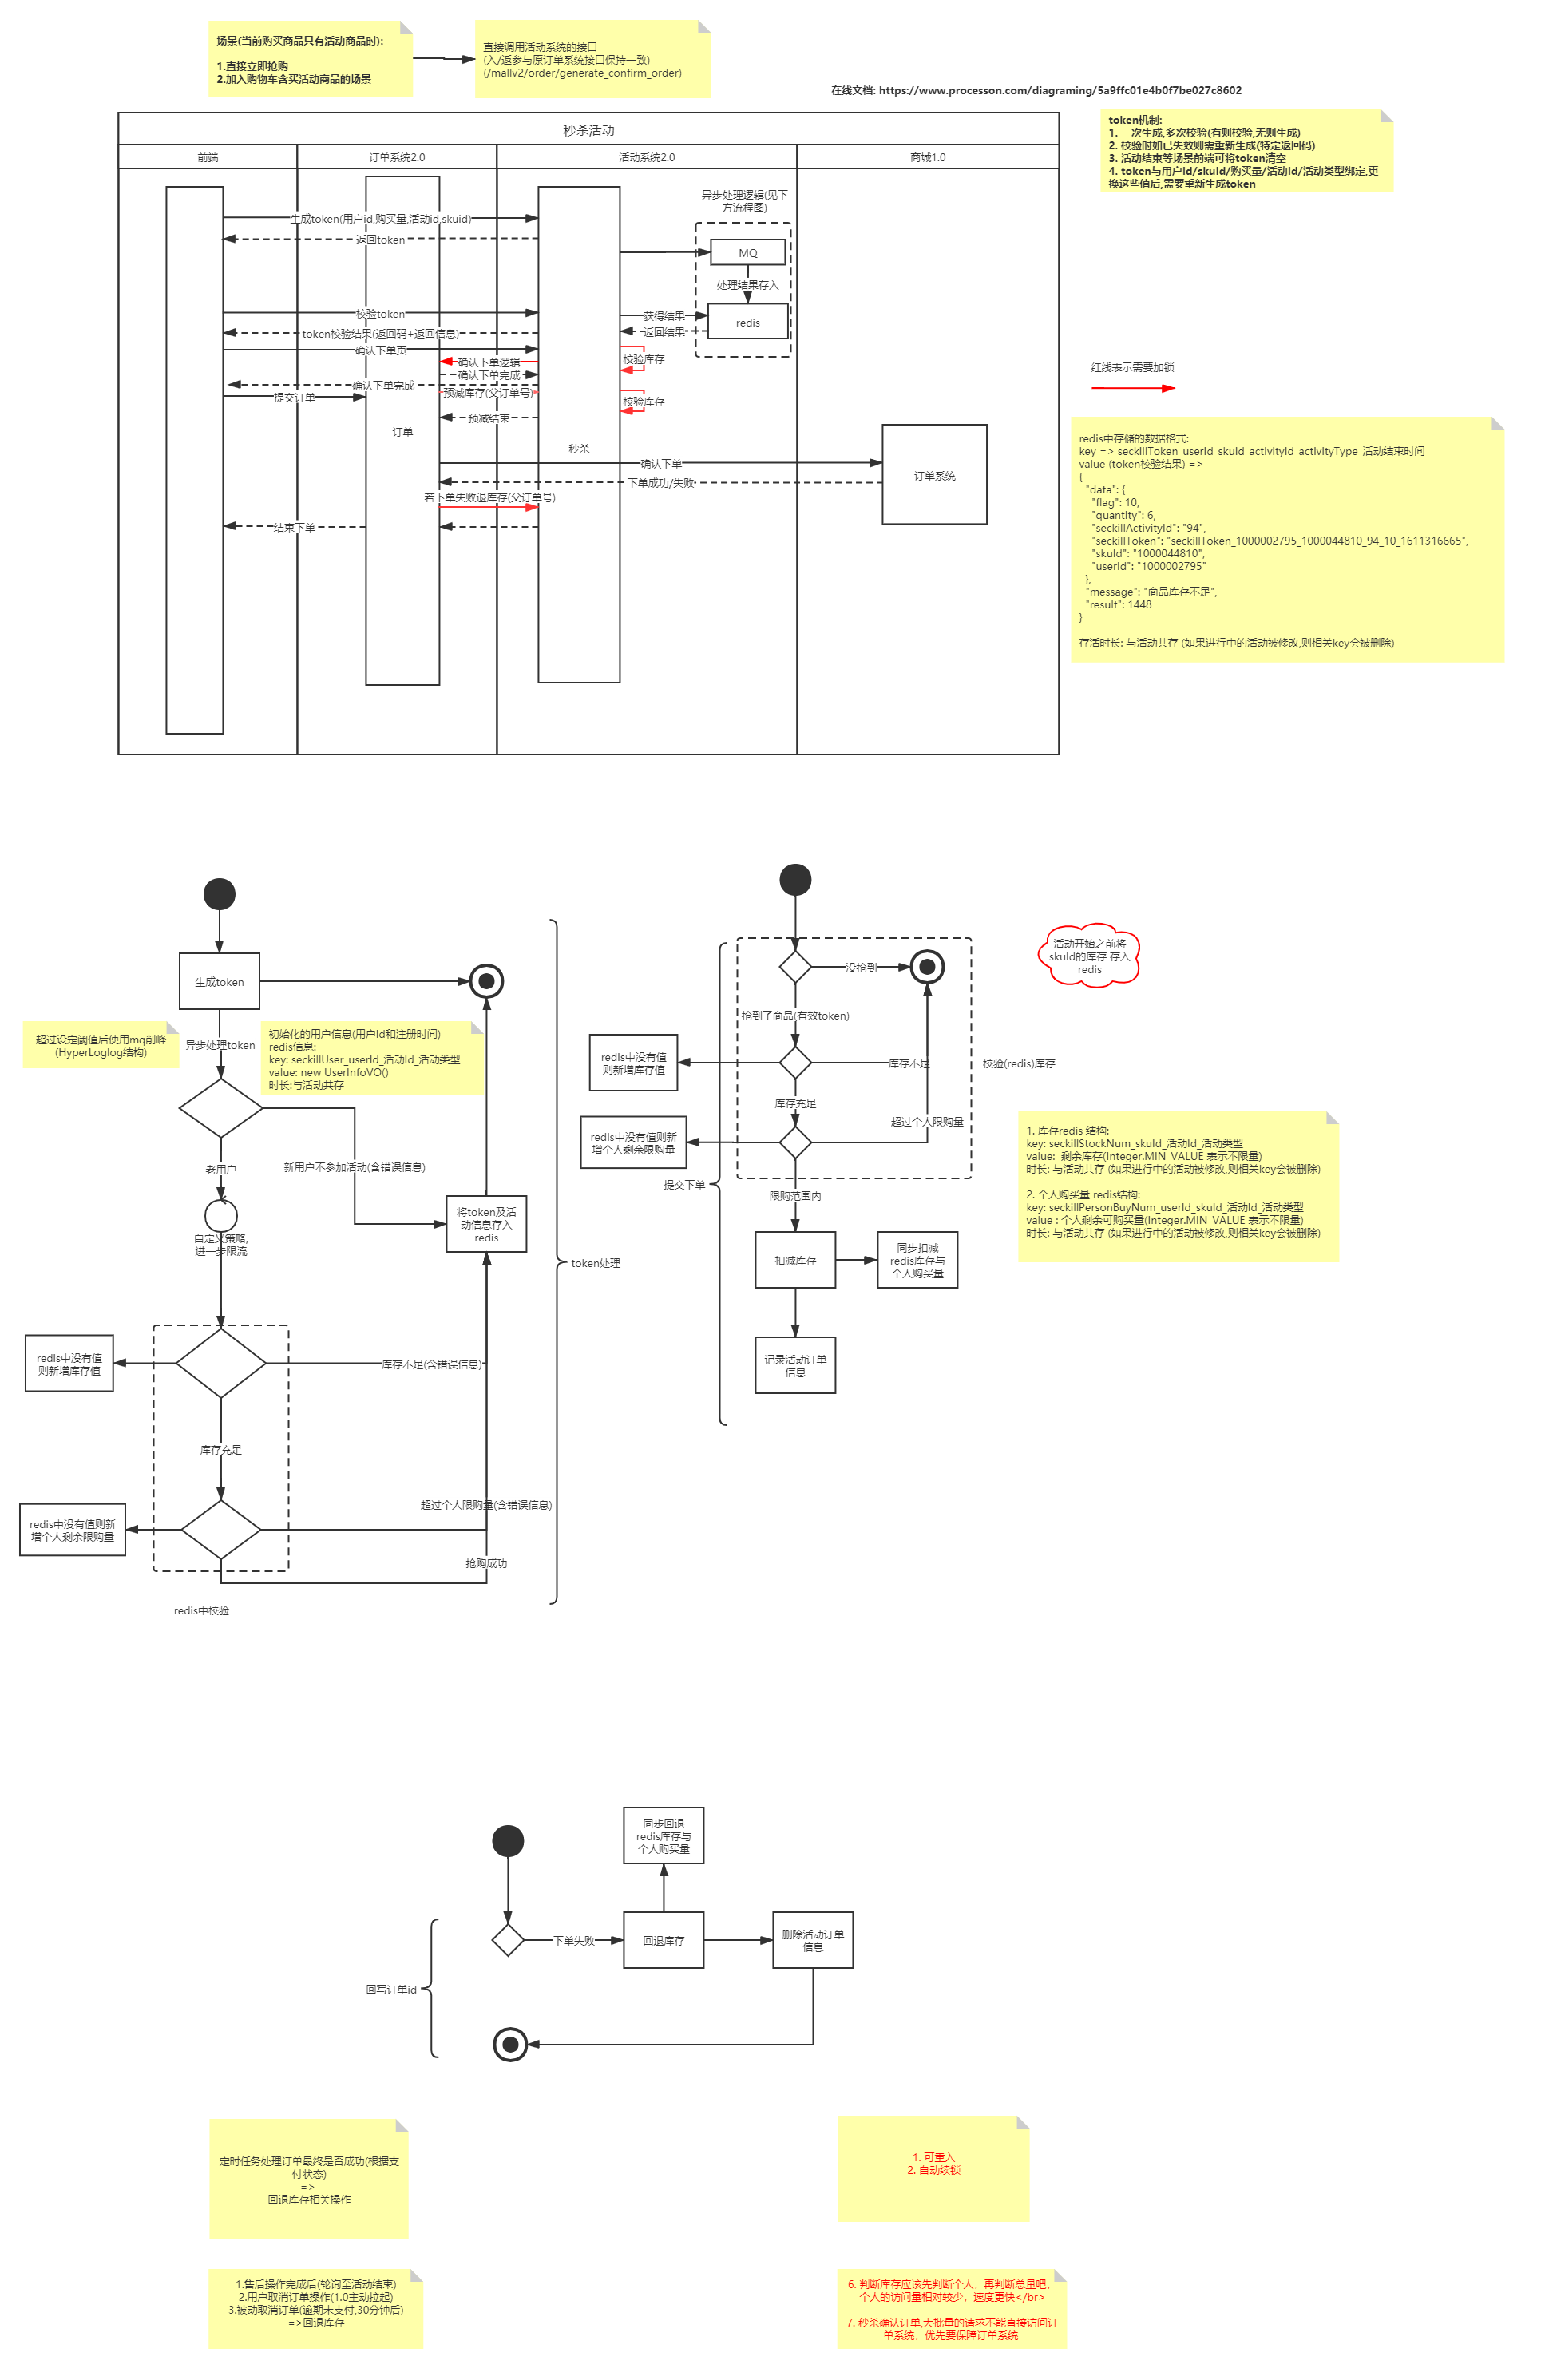 场景(当前购买商品只有活动商品时):
1.直接立即抢购
2.加入购物车含买活动商品的场景
直接调用活动系统的接口
(入/返参与原订单系统接口保持一致)
(/mallv2/order/generate_confirm_order)
在线文档: https://www.processon.com/diagraming/5a9ffc01e4b0f7be027c8602
token机制:
1. 一次生成,多次校验(有则校验,无则生成)
2. 校验时如已失效则需重新生成(特定返回码)
3. 活动结束等场景前端可将token清空
4. token与用户Id/skuId/购买量/活动Id/活动类型绑定,更
换这些值后,需要重新生成token
秒杀活动
前端
订单系统2.0
活动系统2.0
商城1.0
异步处理逻辑(见下
方流程图)
生成token(用户id,购买量,活动id,skuid)
返回token
MQ
处理结果存入
redis
校验token
获得结果
token校验结果(返回码+返回信息)
返回结果
确认下单页
校验库存
确认下单逻辑
确认下单完成
确认下单完成
预减库存(父订单号)
提交订单
校验库存
预减结束
订单
秒杀
确认下单
订单系统
下单成功/失败
若下单失败退库存(父订单号)
结束下单
红线表示需要加锁
redis中存储的数据格式:
key => seckillToken_userId_skuId_activityId_activityType_活动结束时间
value (token校验结果) =>
{
"data": {
"flag": 10,
"quantity": 6,
"seckillActivityId": "94",
"seckillToken": "seckillToken_1000002795_1000044810_94_10_1611316665",
"skuId": "1000044810",
"userId": "1000002795"
},
"message": "商品库存不足",
"result": 1448
}
存活时长: 与活动共存 (如果进行中的活动被修改,则相关key会被删除)
生成token
超过设定阈值后使用mq削峰
(HyperLoglog结构)
异步处理token
初始化的用户信息(用户id和注册时间)
redis信息:
key: seckillUser_userId_活动Id_活动类型
value: new UserInfoVO()
时长:与活动共存
老用户
新用户不参加活动(含错误信息)
自定义策略,
进一步限流
将token及活
动信息存入
redis
token处理
redis中没有值
则新增库存值
库存不足(含错误信息)
库存充足
redis中没有值则新
增个人剩余限购量
超过个人限购量(含错误信息)
抢购成功
redis中校验
没抢到
抢到了商品(有效token)
redis中没有值
则新增库存值
库存不足
校验(redis)库存
库存充足
redis中没有值则新
增个人剩余限购量
超过个人限购量
提交下单
限购范围内
扣减库存
同步扣减
redis库存与
个人购买量
记录活动订单
信息
活动开始之前将
skuId的库存 存入
redis
1. 库存redis 结构:
key: seckillStockNum_skuId_活动Id_活动类型
value: 剩余库存(Integer.MIN_VALUE 表示不限量)
时长: 与活动共存 (如果进行中的活动被修改,则相关key会被删除)
2. 个人购买量 redis结构:
key: seckillPersonBuyNum_userId_skuId_活动Id_活动类型
value : 个人剩余可购买量(Integer.MIN_VALUE 表示不限量)
时长: 与活动共存 (如果进行中的活动被修改,则相关key会被删除)
同步回退
redis库存与
个人购买量
下单失败
回退库存
删除活动订单
信息
回写订单id
定时任务处理订单最终是否成功(根据支
付状态)
=>
回退库存相关操作
1. 可重入
2. 自动续锁
1.售后操作完成后(轮询至活动结束)
2.用户取消订单操作(1.0主动拉起)
3.被动取消订单(逾期未支付,30分钟后)
=>回退库存
6. 判断库存应该先判断个人，再判断总量吧，
个人的访问量相对较少，速度更快</br>
7. 秒杀确认订单,大批量的请求不能直接访问订
单系统，优先要保障订单系统